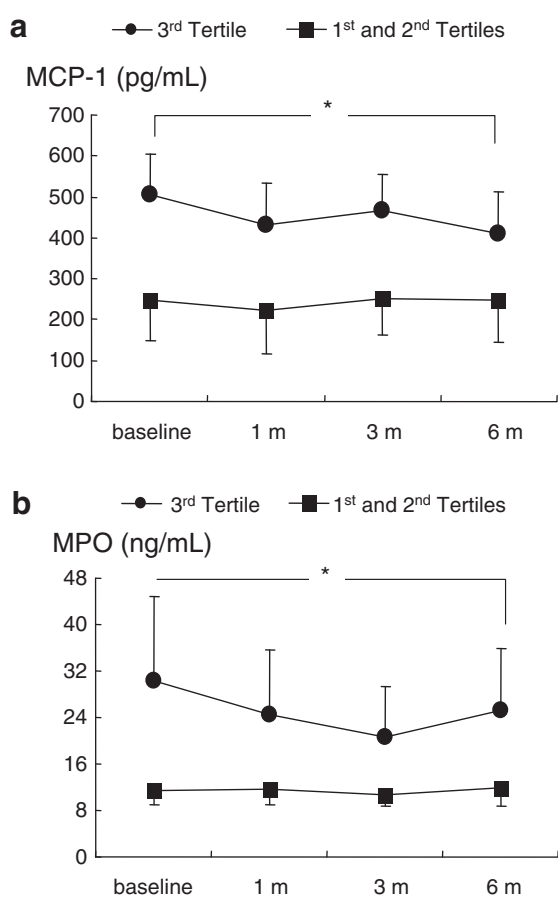 a
3rd Tertile 1st and 2nd Tertiles
MCP-1 (pg/mL)
*
700
600
500
400
300
200
100
0
baseline 1 m 3 m 6 m
b
3rd Tertile 1st and 2nd Tertiles
MPO (ng/mL)
*
48
40
32
24
16
8
0
baseline 1 m 3 m 6 m